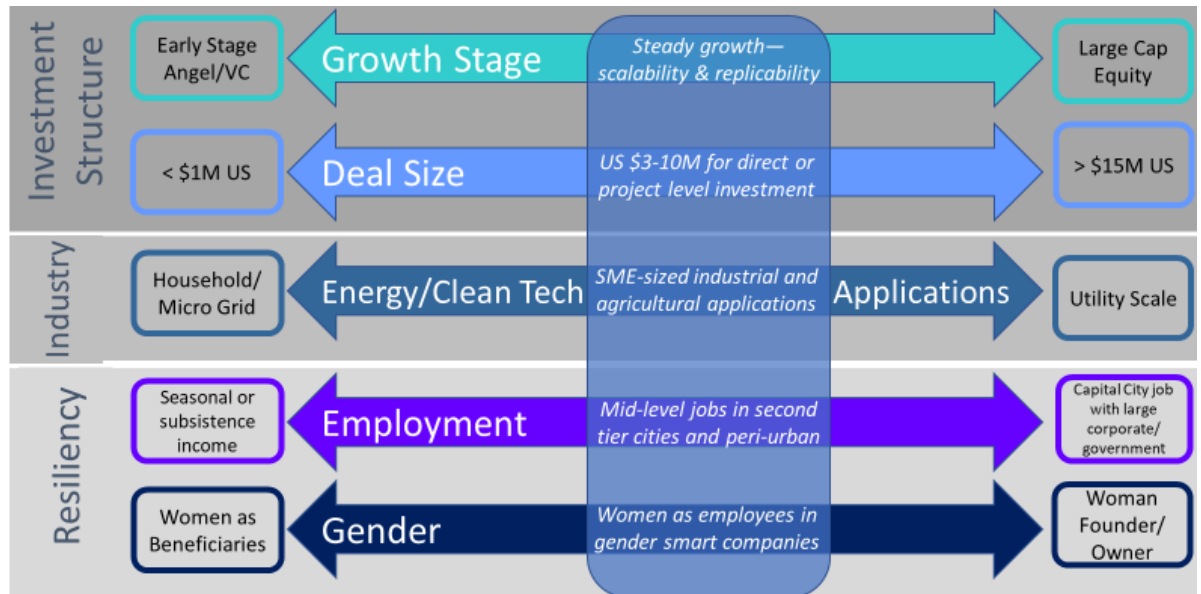 Investment
Structure
Early Stage
Angel/VC
Growth Stage
Steady growth—
scalability & replicability
Large Cap
Equity
< $1M US
Deal Size
US $3-10M for direct or
project level investment
> $15M US
Industry
Household/
Micro Grid
Energy/Clean Tech
SME-sized industrial and
agricultural applications
Applications
Utility Scale
Resiliency
Seasonal or
subsistence
income
Employment
Mid-level jobs in second
tier cities and peri-urban
Capital City job
with large
corporate/
government
Women as
Beneficiaries
Gender
Women as employees in
gender smart companies
Woman
Founder/
Owner